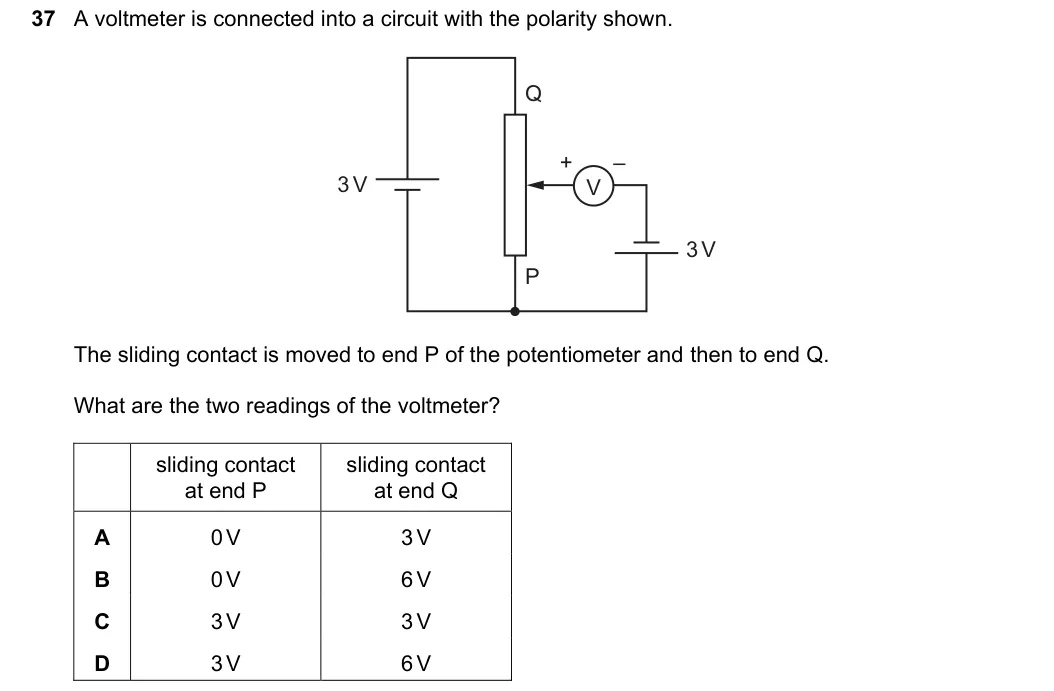 37 A voltmeter is connected into a circuit with the polarity shown.
Q
+ –
3 V
V
3 V
P
The sliding contact is moved to end P of the potentiometer and then to end Q.
What are the two readings of the voltmeter?
sliding contact sliding contact
at end P at end Q
A 0 V 3 V
B 0 V 6 V
C 3 V 3 V
D 3 V 6 V